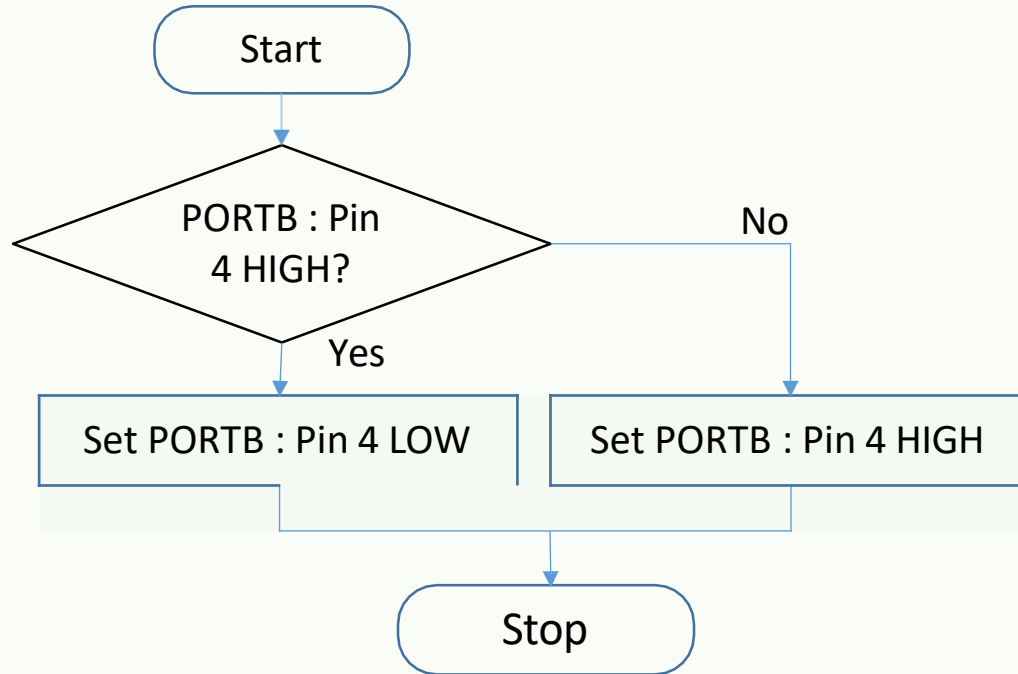 Start
PORTB : Pin
4 HIGH?
No
Yes
Set PORTB : Pin 4 LOW
Set PORTB : Pin 4 HIGH
Stop